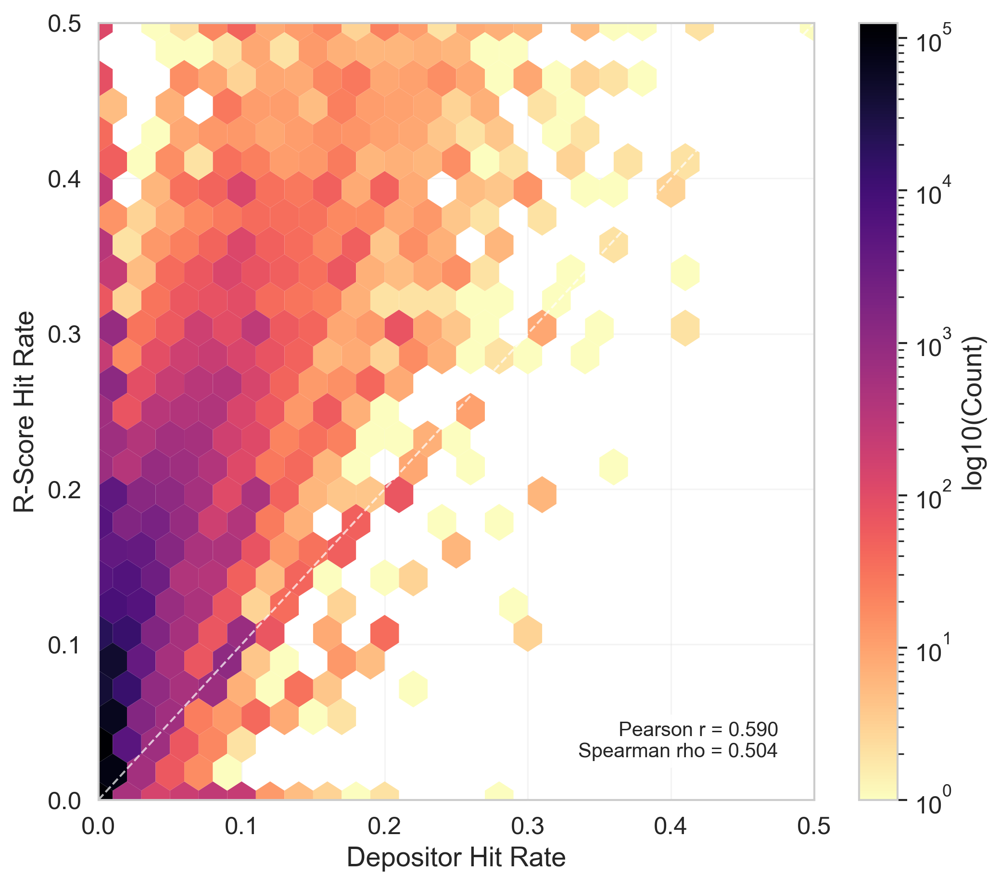 0.5
0.4
0.3
0.2
0.1
0.0
R-Score Hit Rate
0.0 0.1 0.2 0.3 0.4 0.5
Depositor Hit Rate
Pearson r = 0.590
Spearman rho = 0.504
10^5
10^4
10^3
10^2
10^1
10^0
log10(Count)